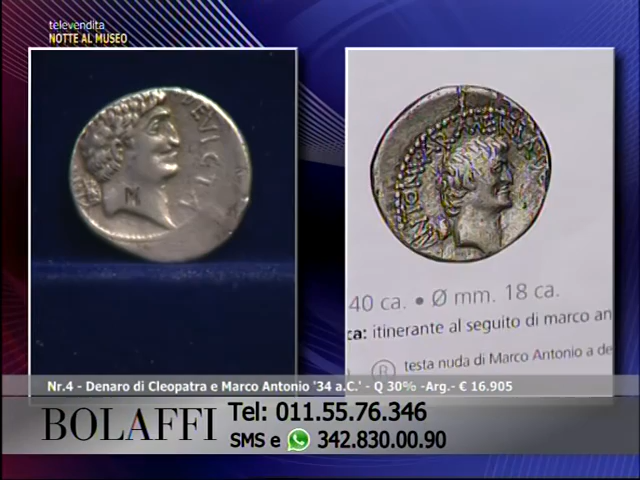 televendita
NOTTE AL MUSEO
DEVICTA
40 ca. • Ø mm. 18 ca.
ca: itinerante al seguito di marco an
R testa nuda di Marco Antonio a de
Nr.4 - Denaro di Cleopatra e Marco Antonio '34 a.C.' - Q 30% -Arg.- € 16.905
BOLAFFI
Tel: 011.55.76.346
SMS e 342.830.00.90